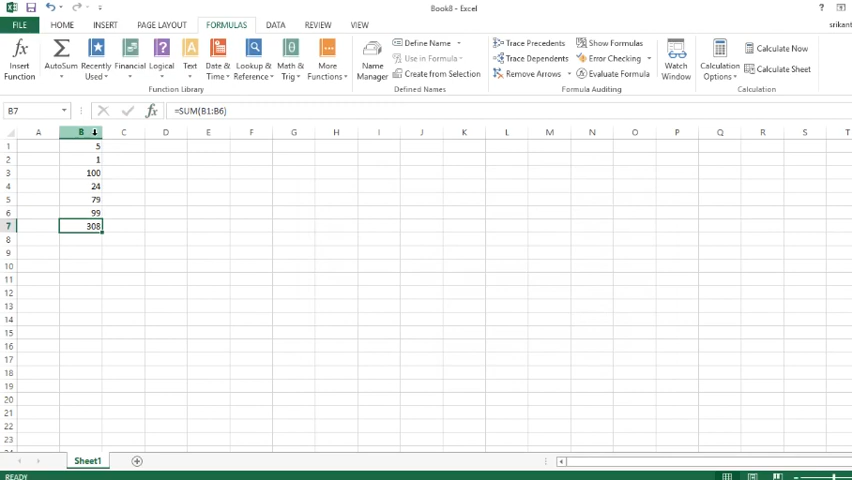 Book8 - Excel
?
FILE HOME INSERT PAGE LAYOUT FORMULAS DATA REVIEW VIEW srikant
fx Insert Function
Σ AutoSum
Recently Used
Financial
Logical
Text
Date & Time
Lookup & Reference
Math & Trig
More Functions
Function Library
Name Manager
Define Name
Use in Formula
Create from Selection
Defined Names
Trace Precedents
Trace Dependents
Remove Arrows
Show Formulas
Error Checking
Evaluate Formula
Formula Auditing
Watch Window
Calculation Options
Calculate Now
Calculate Sheet
Calculation
B7 fx =SUM(B1:B6)
A B C D E F G H I J K L M N O P Q R S T
1 5
2 1
3 100
4 24
5 79
6 99
7 308
8
9
10
11
12
13
14
15
16
17
18
19
20
21
22
23
Sheet1
READY